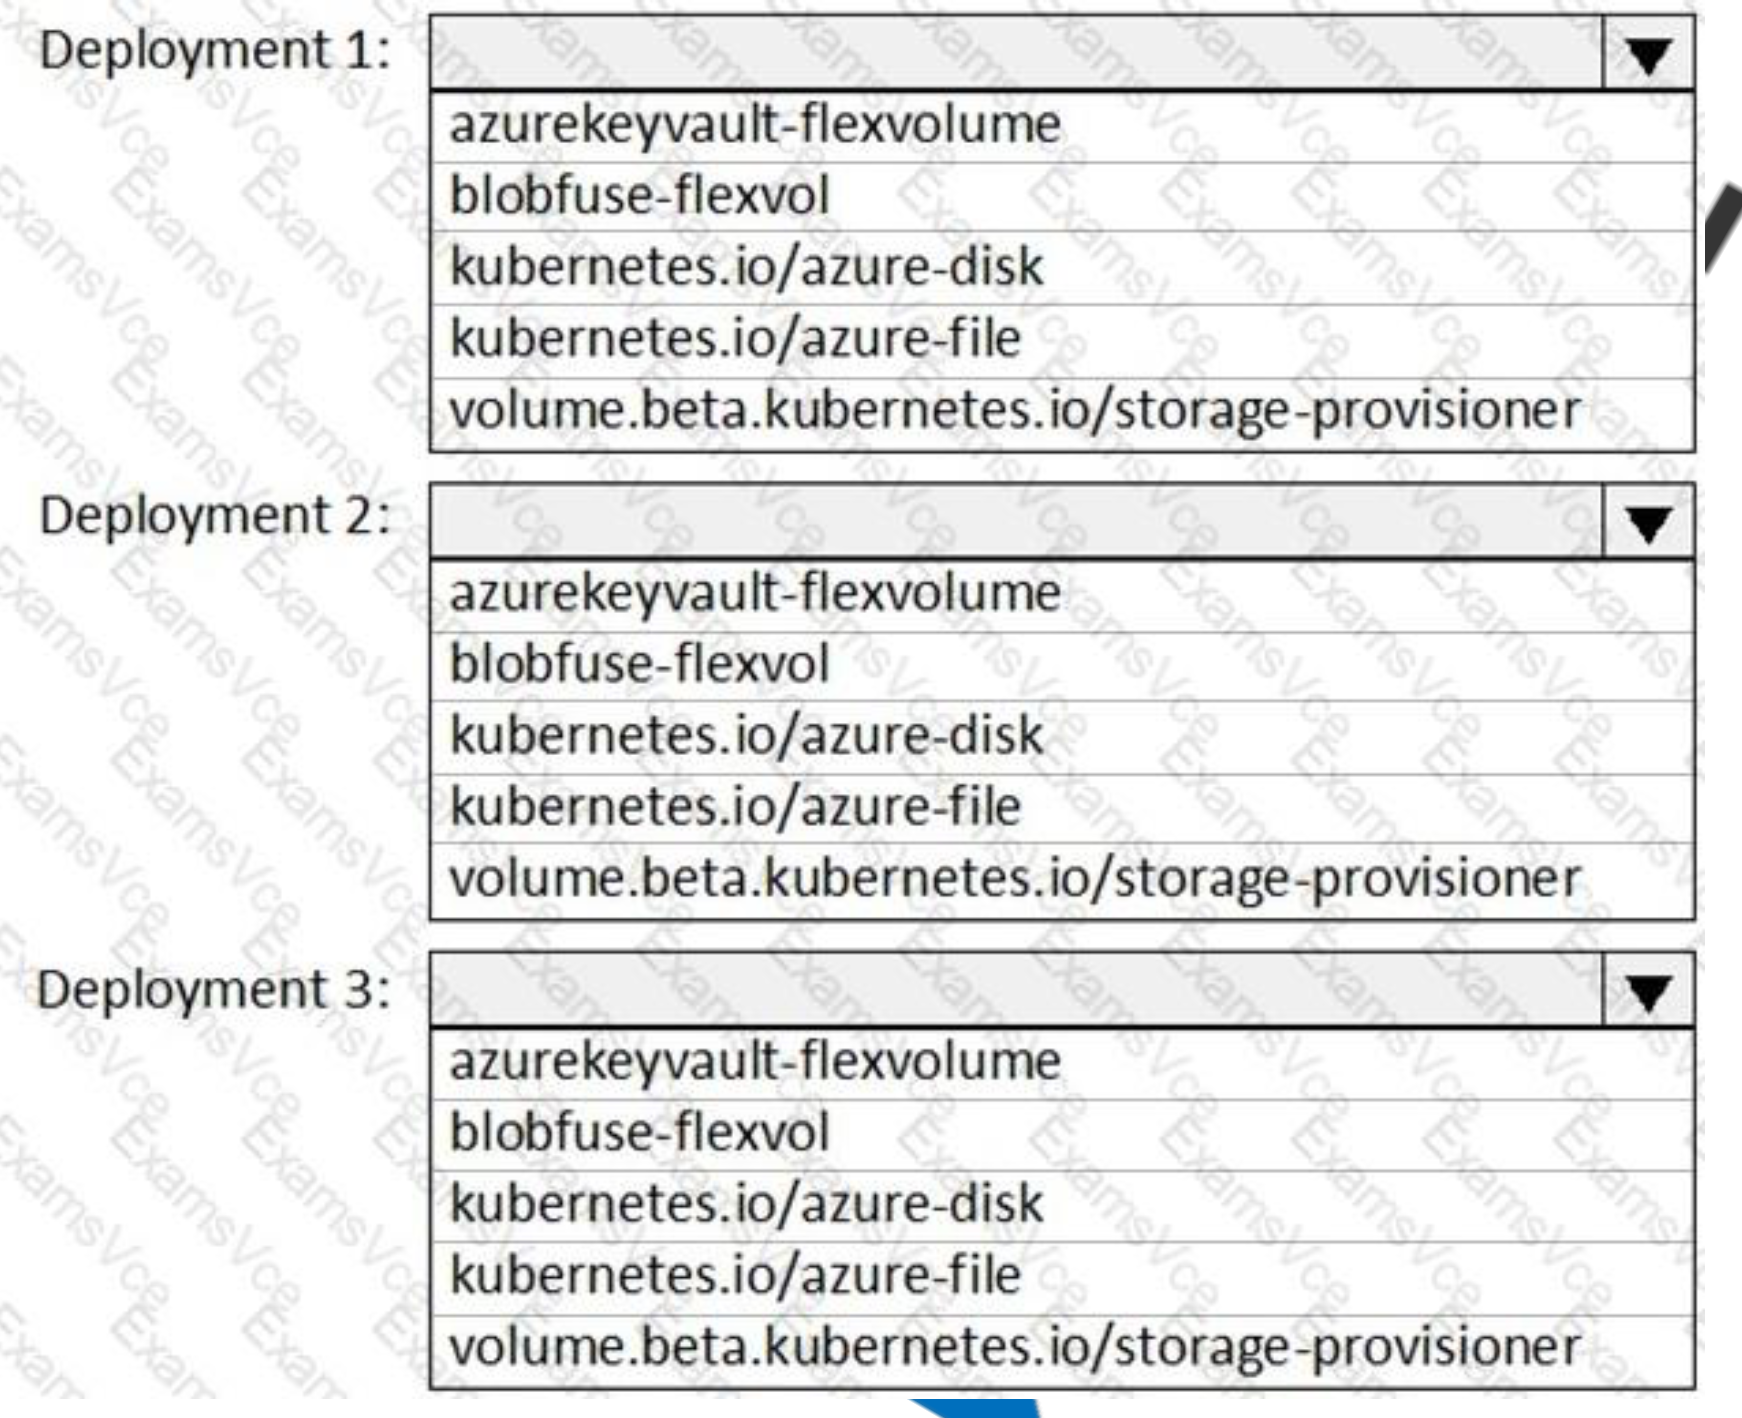 Deployment 1:
azurekeyvault-flexvolume
blobfuse-flexvol
kubernetes.io/azure-disk
kubernetes.io/azure-file
volume.beta.kubernetes.io/storage-provisioner
Deployment 2:
azurekeyvault-flexvolume
blobfuse-flexvol
kubernetes.io/azure-disk
kubernetes.io/azure-file
volume.beta.kubernetes.io/storage-provisioner
Deployment 3:
azurekeyvault-flexvolume
blobfuse-flexvol
kubernetes.io/azure-disk
kubernetes.io/azure-file
volume.beta.kubernetes.io/storage-provisioner
ExamsVce